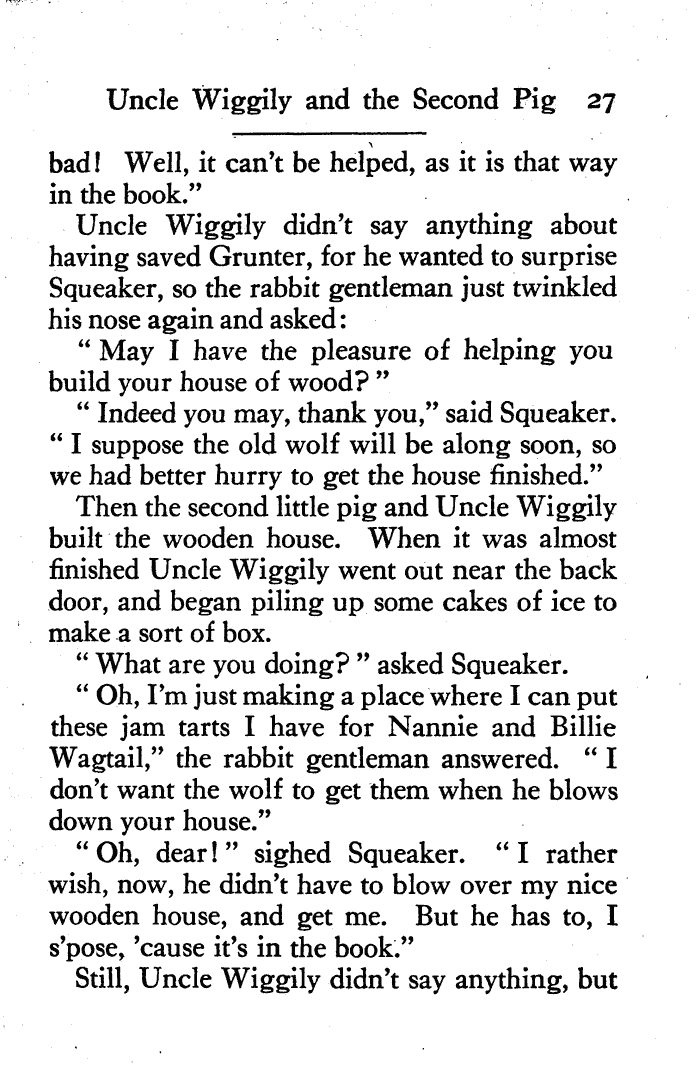 Uncle Wiggily and the Second Pig 27
bad! Well, it can't be helped, as it is that way
in the book."
Uncle Wiggily didn't say anything about
having saved Grunter, for he wanted to surprise
Squeaker, so the rabbit gentleman just twinkled
his nose again and asked:
" May I have the pleasure of helping you
build your house of wood? "
" Indeed you may, thank you," said Squeaker.
" I suppose the old wolf will be along soon, so
we had better hurry to get the house finished."
Then the second little pig and Uncle Wiggily
built the wooden house. When it was almost
finished Uncle Wiggily went out near the back
door, and began piling up some cakes of ice to
make a sort of box.
" What are you doing? " asked Squeaker.
" Oh, I'm just making a place where I can put
these jam tarts I have for Nannie and Billie
Wagtail," the rabbit gentleman answered. " I
don't want the wolf to get them when he blows
down your house."
" Oh, dear! " sighed Squeaker. " I rather
wish, now, he didn't have to blow over my nice
wooden house, and get me. But he has to, I
s'pose, 'cause it's in the book."
Still, Uncle Wiggily didn't say anything, but